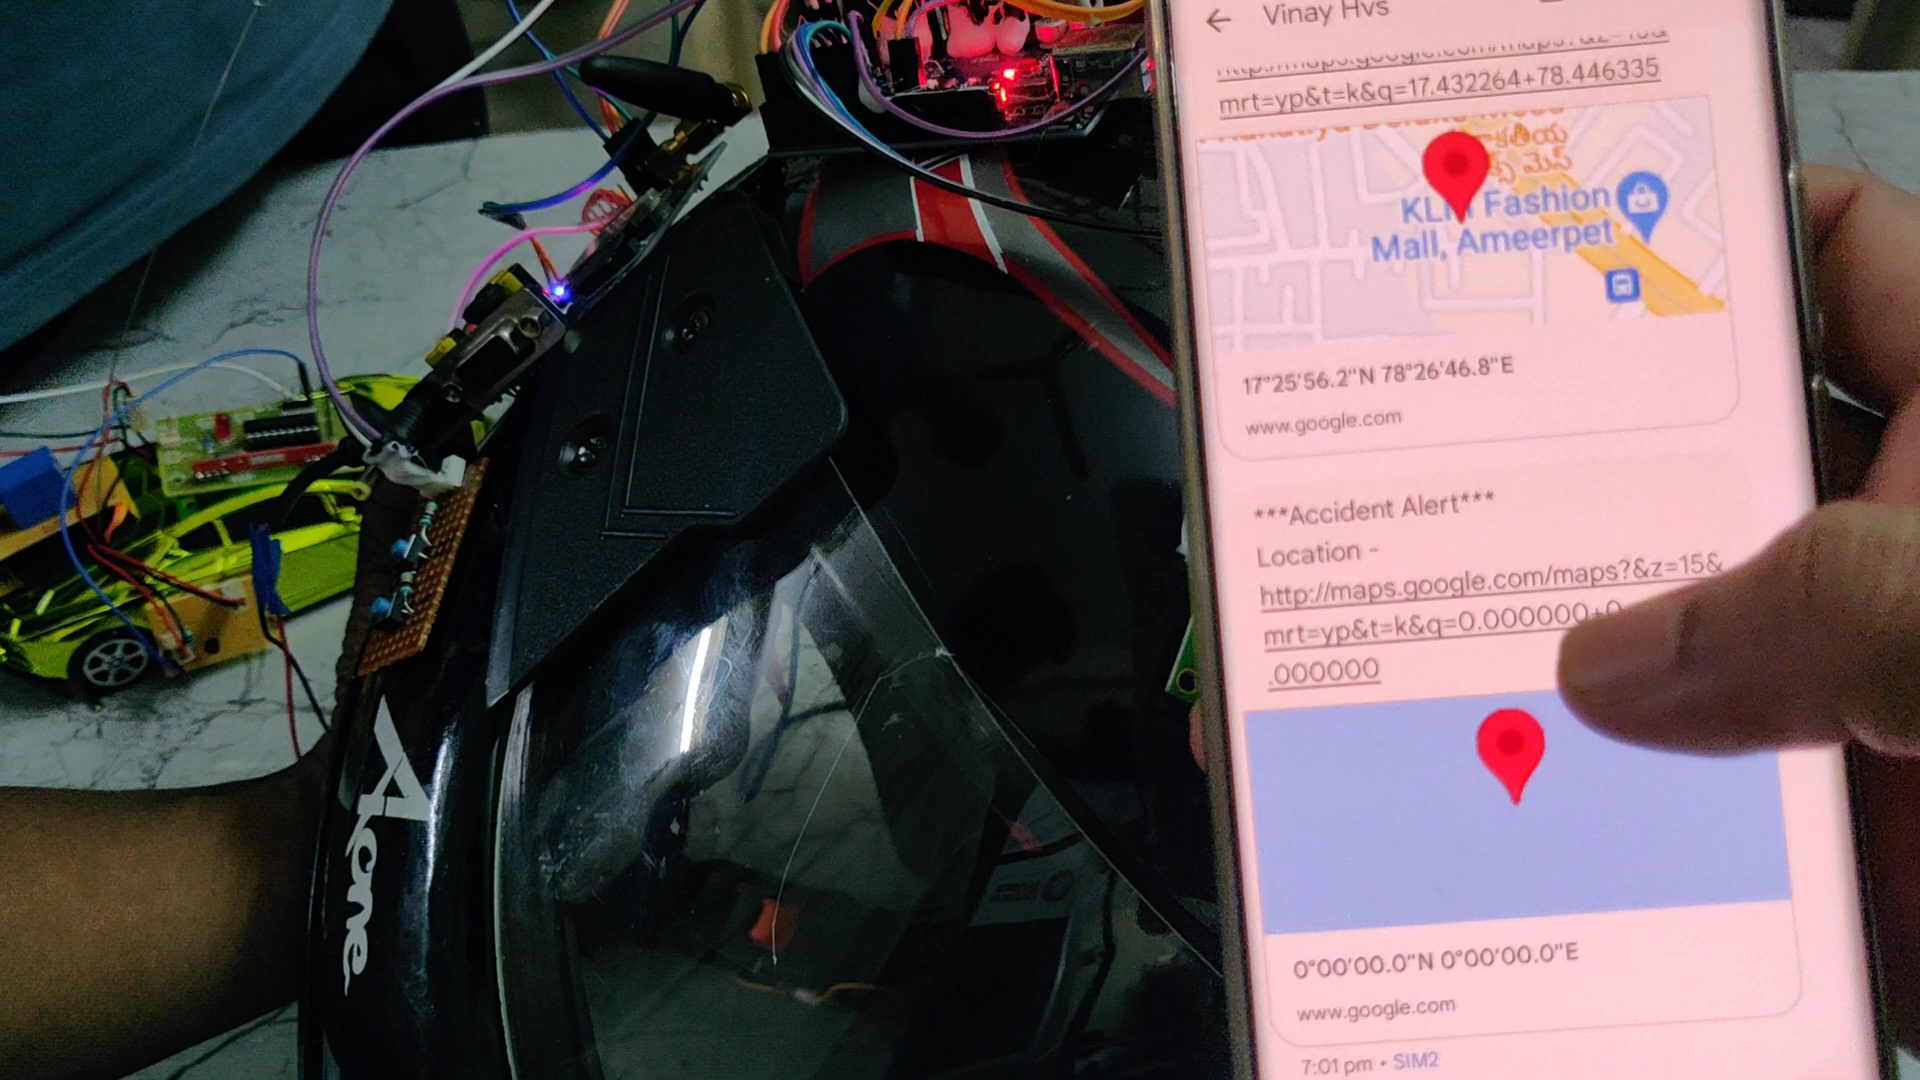 Vinay Hvs
mrt=yp&t=k&q=17.432264+78.446335
KLM Fashion
Mall, Ameerpet
17°25'56.2"N 78°26'46.8"E
www.google.com
***Accident Alert***
Location -
http://maps.google.com/maps?&z=15&
mrt=yp&t=k&q=0.000000+0
.000000
0°00'00.0"N 0°00'00.0"E
www.google.com
7:01 pm • SIM2
Acne